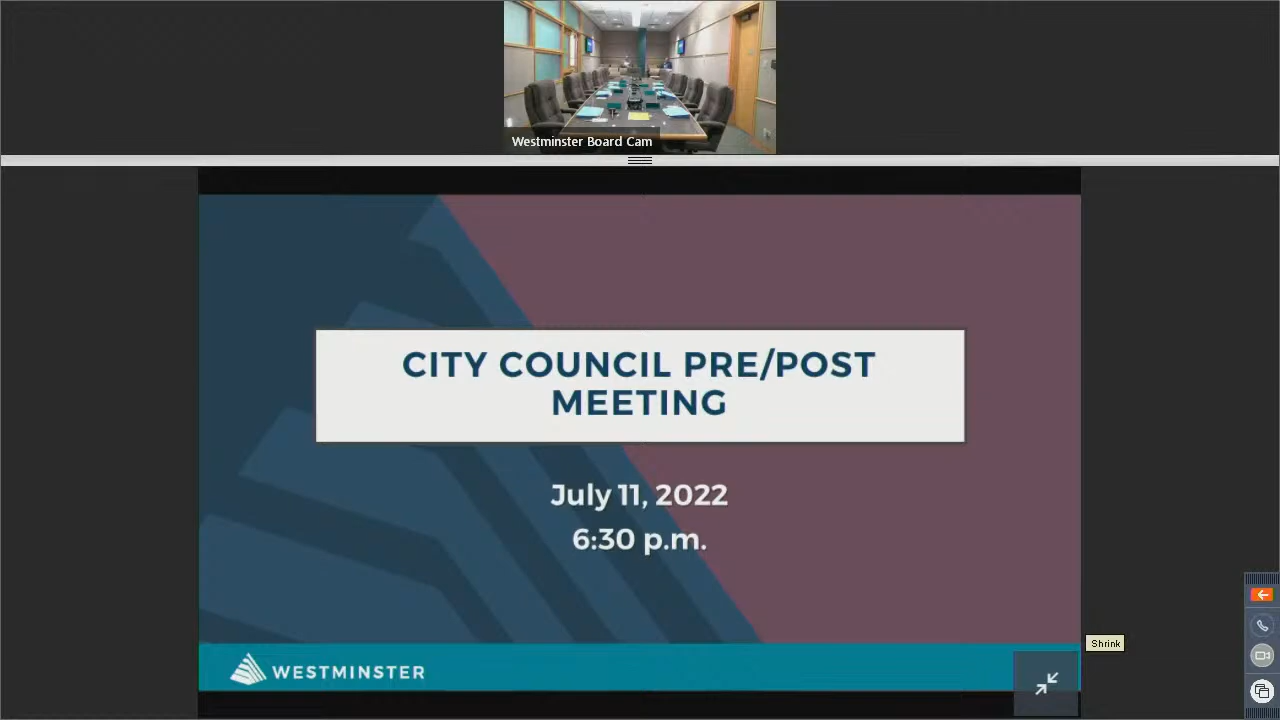 Westminster Board Cam
CITY COUNCIL PRE/POST
MEETING
July 11, 2022
6:30 p.m.
Shrink
WESTMINSTER